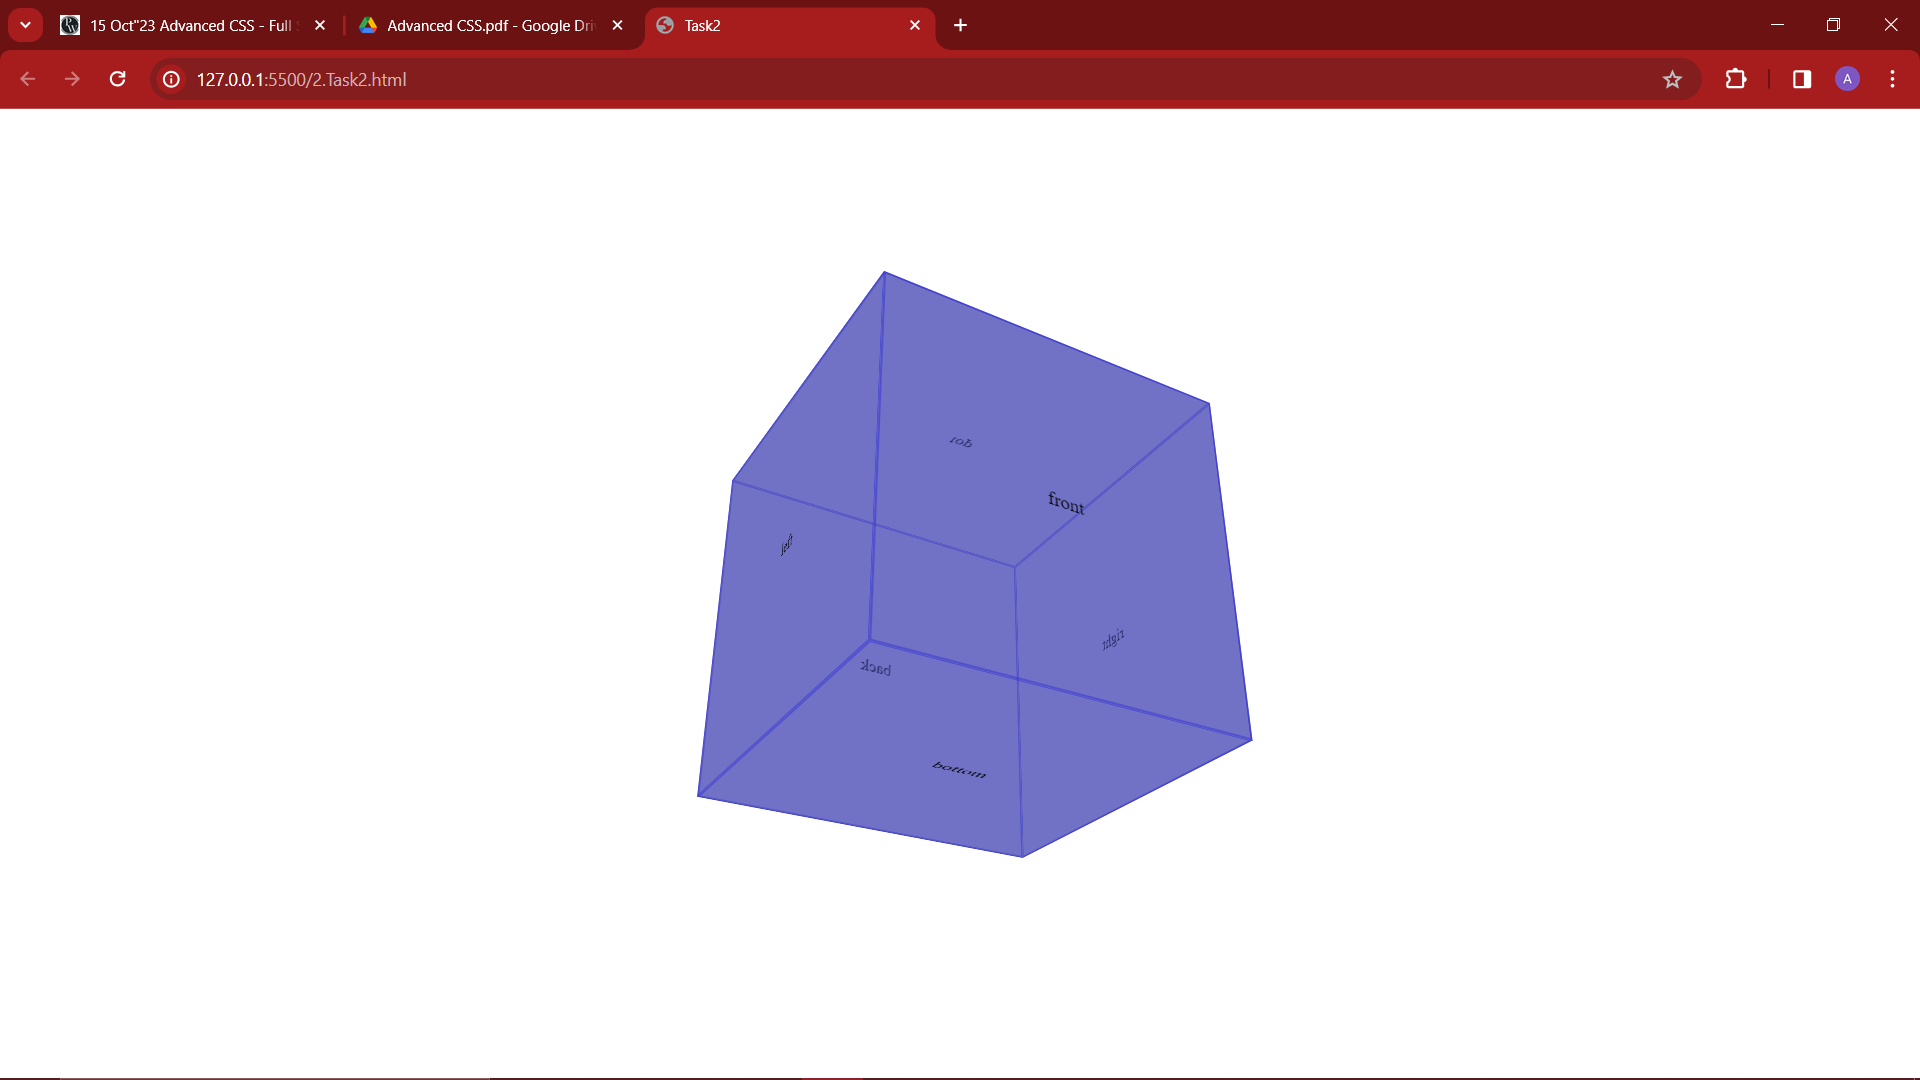 15 Oct"23 Advanced CSS - Full
Advanced CSS.pdf - Google Dri
Task2
127.0.0.1:5500/2.Task2.html
A
top
front
left
right
back
bottom